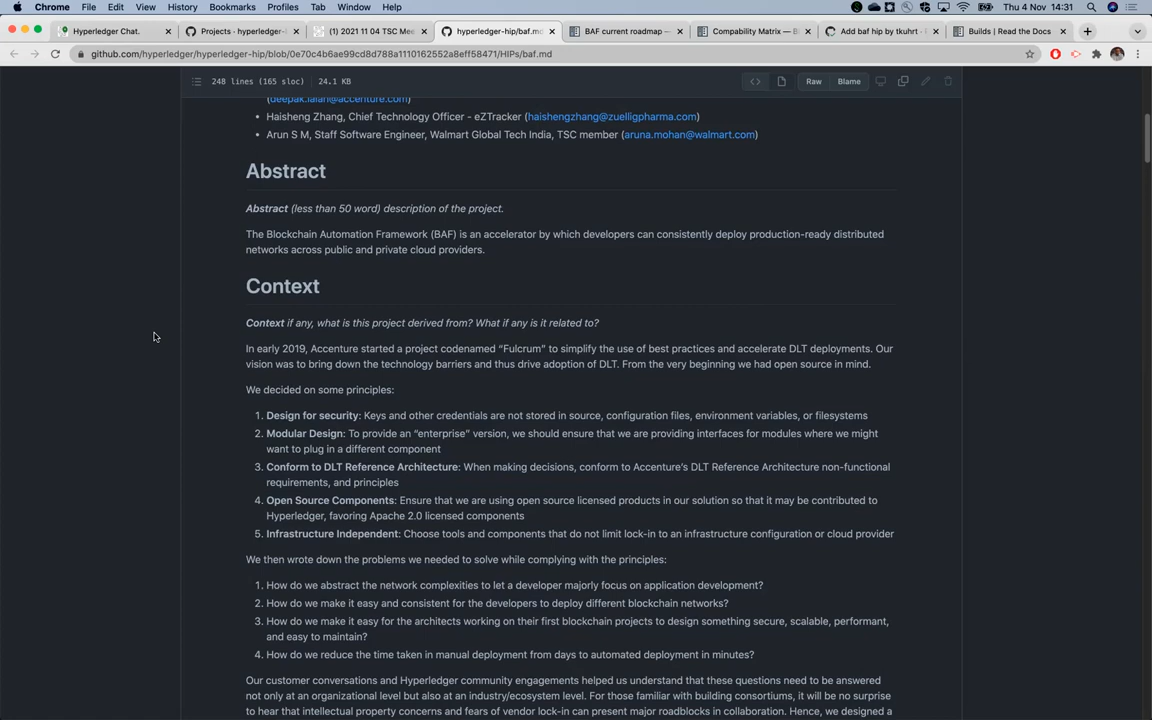 Chrome File Edit View History Bookmarks Profiles Tab Window Help Thu 4 Nov 14:31
Hyperledger Chat. Projects · hyperledger- (1) 2021 11 04 TSC Mee hyperledger-hip/baf.md BAF current roadmap — Compability Matrix — B Add baf hip by tkuhrt · Builds | Read the Docs
github.com/hyperledger/hyperledger-hip/blob/0e70c4b6ae99cd8d788a1110162552a8eff58471/HIPs/baf.md
248 lines (165 sloc) 24.1 KB Raw Blame
(deepak.lalan@accenture.com)
• Haisheng Zhang, Chief Technology Officer - eZTracker (haishengzhang@zuelligpharma.com)
• Arun S M, Staff Software Engineer, Walmart Global Tech India, TSC member (aruna.mohan@walmart.com)
Abstract
Abstract (less than 50 word) description of the project.
The Blockchain Automation Framework (BAF) is an accelerator by which developers can consistently deploy production-ready distributed
networks across public and private cloud providers.
Context
Context if any, what is this project derived from? What if any is it related to?
In early 2019, Accenture started a project codenamed “Fulcrum” to simplify the use of best practices and accelerate DLT deployments. Our
vision was to bring down the technology barriers and thus drive adoption of DLT. From the very beginning we had open source in mind.
We decided on some principles:
1. Design for security: Keys and other credentials are not stored in source, configuration files, environment variables, or filesystems
2. Modular Design: To provide an “enterprise” version, we should ensure that we are providing interfaces for modules where we might
want to plug in a different component
3. Conform to DLT Reference Architecture: When making decisions, conform to Accenture’s DLT Reference Architecture non-functional
requirements, and principles
4. Open Source Components: Ensure that we are using open source licensed products in our solution so that it may be contributed to
Hyperledger, favoring Apache 2.0 licensed components
5. Infrastructure Independent: Choose tools and components that do not limit lock-in to an infrastructure configuration or cloud provider
We then wrote down the problems we needed to solve while complying with the principles:
1. How do we abstract the network complexities to let a developer majorly focus on application development?
2. How do we make it easy and consistent for the developers to deploy different blockchain networks?
3. How do we make it easy for the architects working on their first blockchain projects to design something secure, scalable, performant,
and easy to maintain?
4. How do we reduce the time taken in manual deployment from days to automated deployment in minutes?
Our customer conversations and Hyperledger community engagements helped us understand that these questions need to be answered
not only at an organizational level but also at an industry/ecosystem level. For those familiar with building consortiums, it will be no surprise
to hear that intellectual property concerns and fears of vendor lock-in can present major roadblocks in collaboration. Hence, we designed a